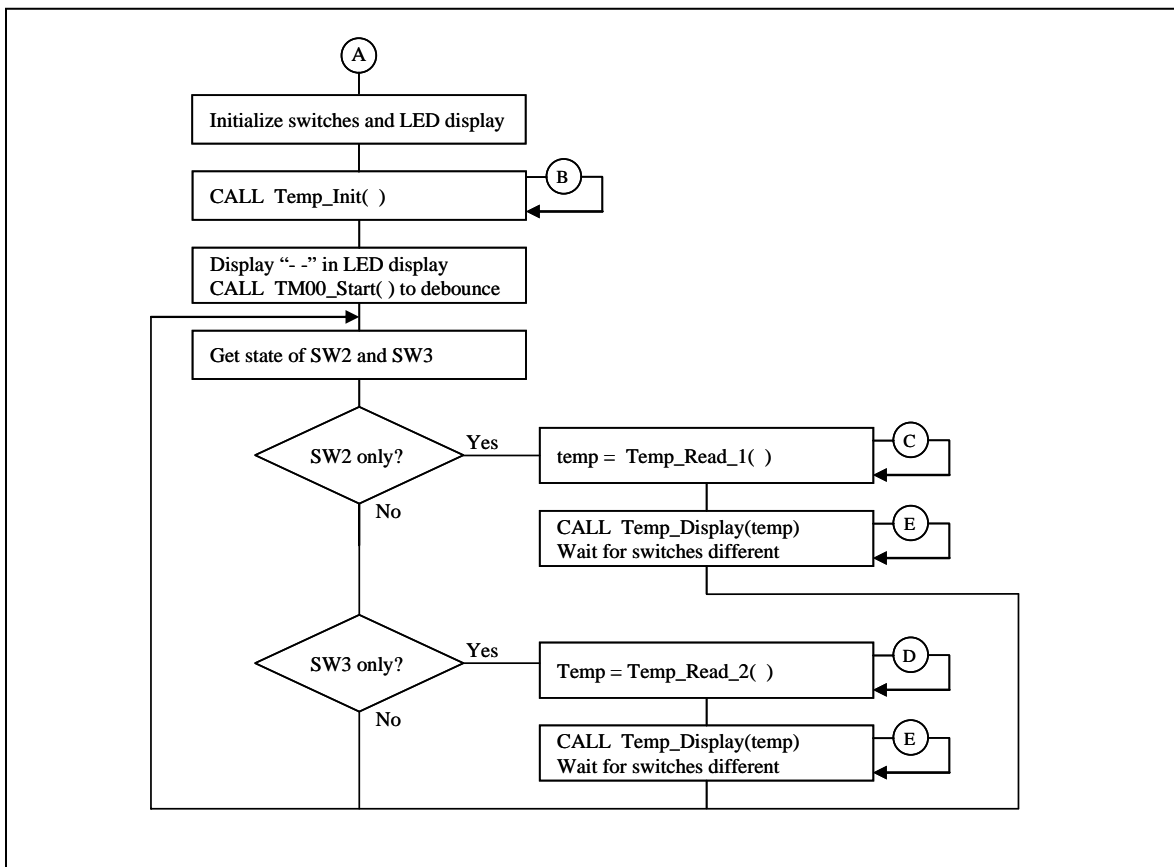 A
Initialize switches and LED display
CALL  Temp_Init(  )
B
Display “- -” in LED display
CALL  TM00_Start( ) to debounce
Get state of SW2 and SW3
SW2 only?
Yes
No
temp =  Temp_Read_1(  )
C
CALL  Temp_Display(temp)
Wait for switches different
E
SW3 only?
Yes
No
Temp = Temp_Read_2(  )
D
CALL  Temp_Display(temp)
Wait for switches different
E